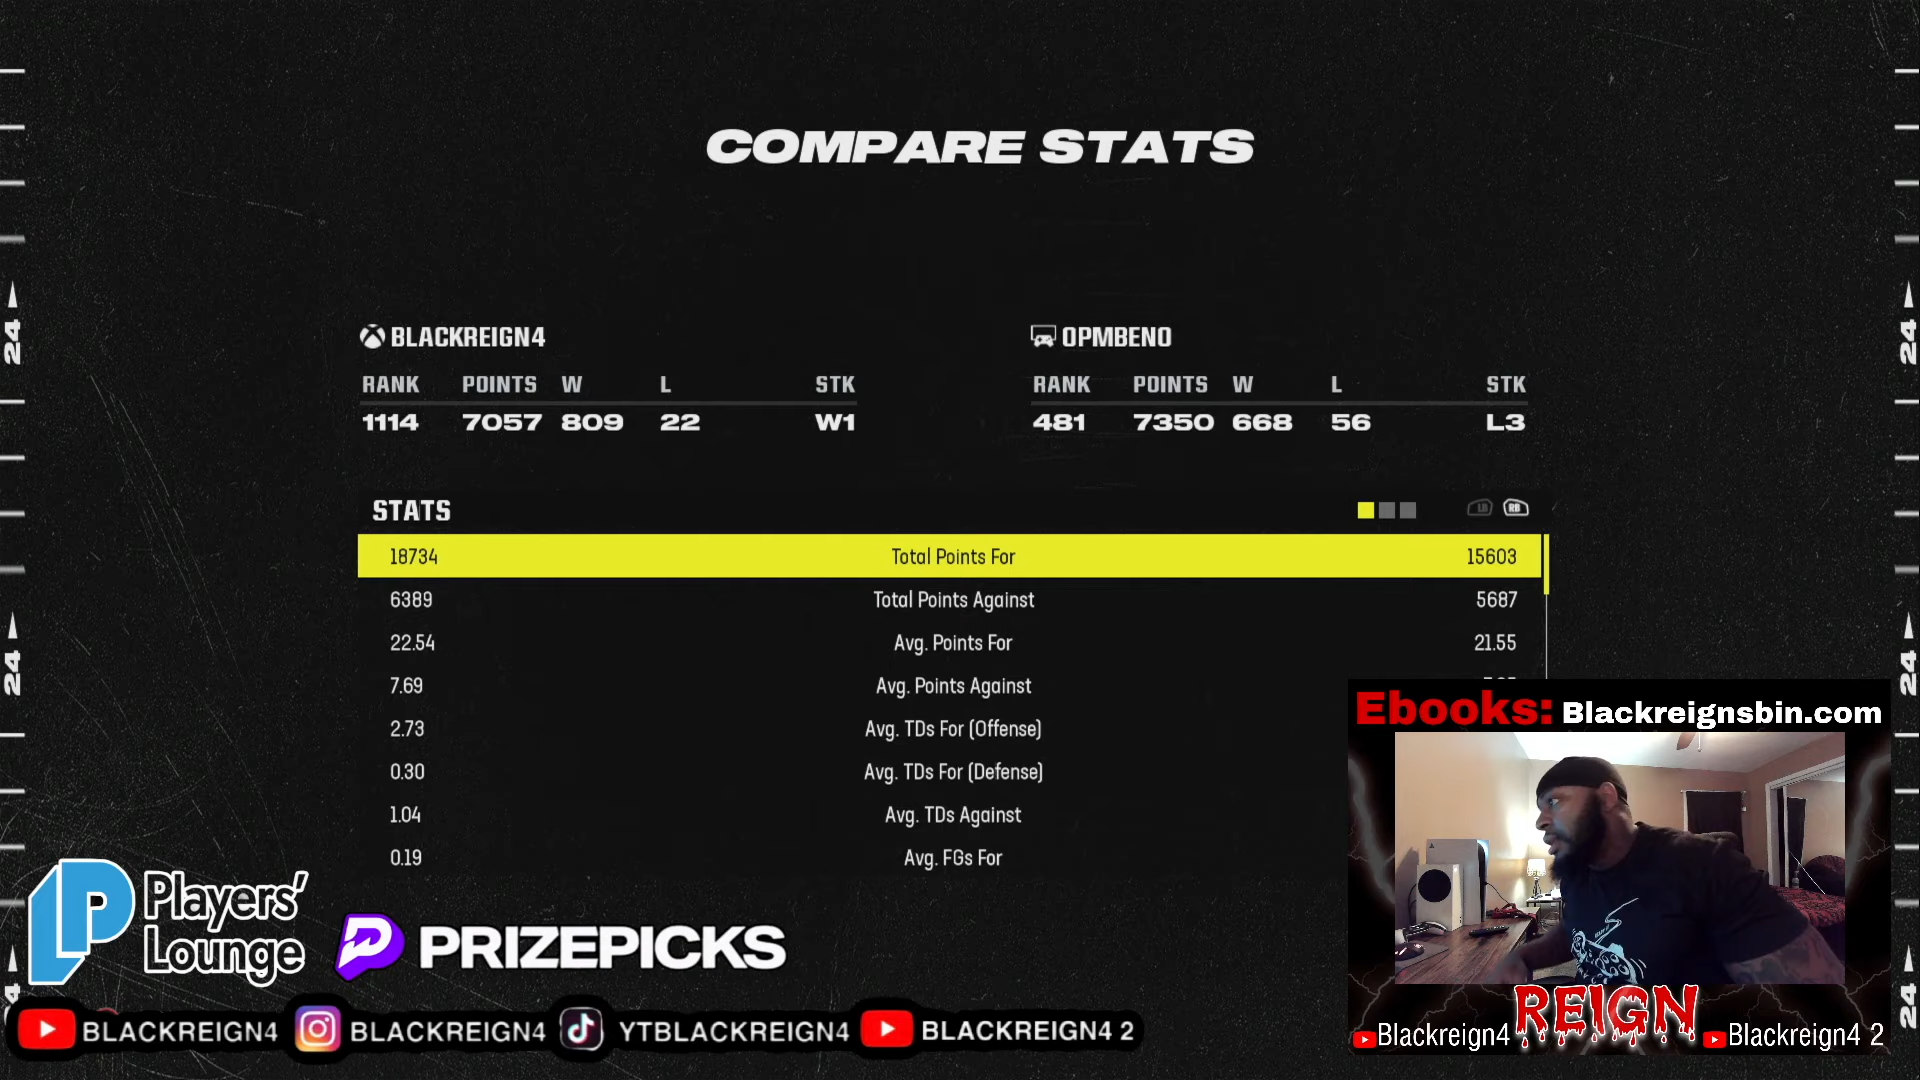 COMPARE STATS
BLACKREIGN4
RANK POINTS W L STK
1114 7057 809 22 W1
OPMBENO
RANK POINTS W L STK
481 7350 668 56 L3
STATS
LB RB
18734 Total Points For 15603
6389 Total Points Against 5687
22.54 Avg. Points For 21.55
7.69 Avg. Points Against
2.73 Avg. TDs For (Offense)
0.30 Avg. TDs For (Defense)
1.04 Avg. TDs Against
0.19 Avg. FGs For
24
24
24
24
24
24
Ebooks: Blackreignsbin.com
REIGN
Blackreign4
Blackreign4 2
Players'
Lounge
PRIZEPICKS
BLACKREIGN4 BLACKREIGN4 YTBLACKREIGN4 BLACKREIGN4 2